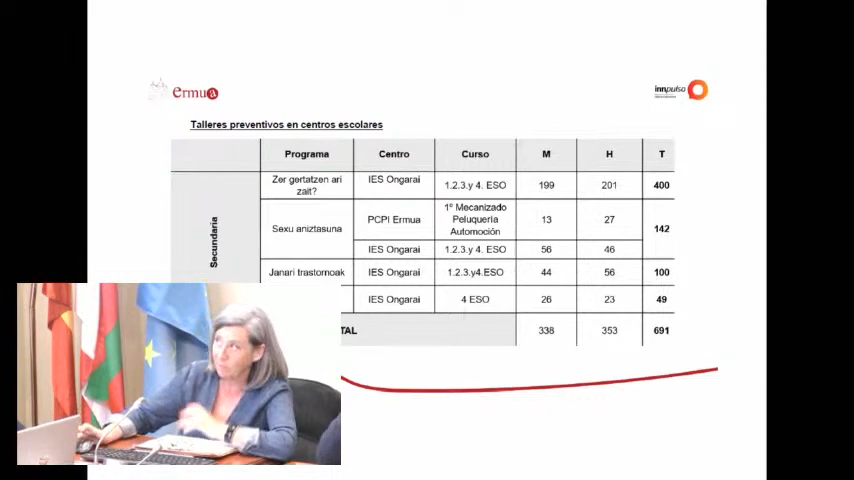 ermua
innpulso
Talleres preventivos en centros escolares
Programa Centro Curso M H T
Secundaria
Zer gertatzen ari zait? IES Ongarai 1.2.3.y 4. ESO 199 201 400
Sexu aniztasuna PCPI Ermua 1º Mecanizado Peluquería Automoción 13 27 142
IES Ongarai 1.2.3.y 4. ESO 56 46
Janari trastornoak IES Ongarai 1.2.3.y4.ESO 44 56 100
IES Ongarai 4 ESO 26 23 49
TAL 338 353 691